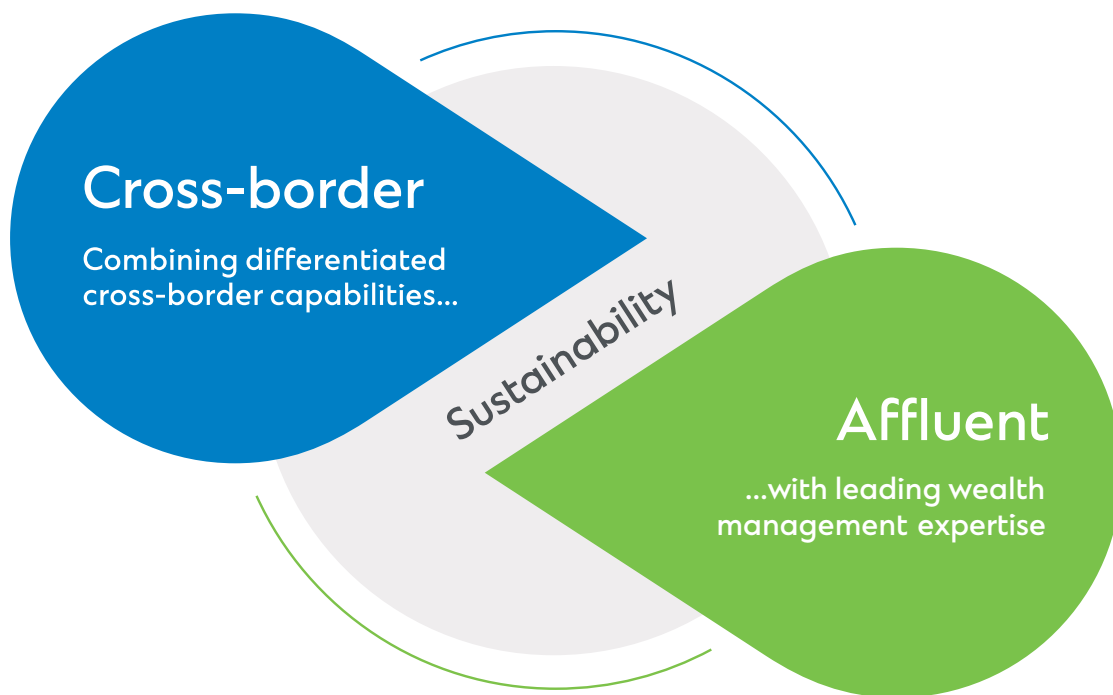 Cross-border
Combining differentiated
cross-border capabilities...
Sustainability
Affluent
...with leading wealth
management expertise